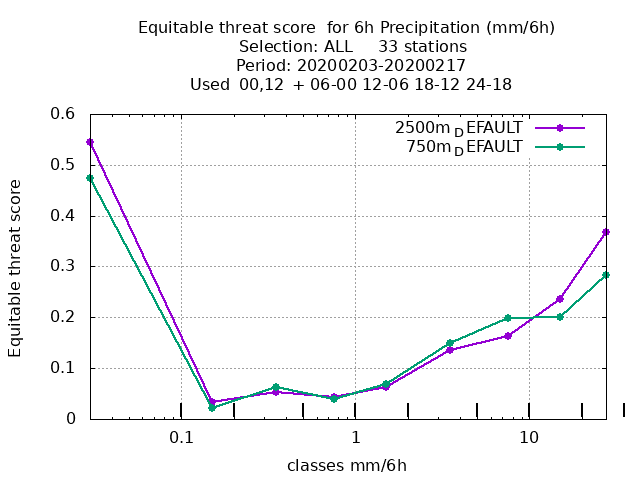 Equitable threat score  for 6h Precipitation (mm/6h)
Selection: ALL     33 stations
Period: 20200203-20200217
Used  00,12  + 06-00 12-06 18-12 24-18
2500m_DEFAULT
750m_DEFAULT
0.6
0.5
0.4
0.3
0.2
0.1
0
Equitable threat score
0.1 1 10
classes mm/6h